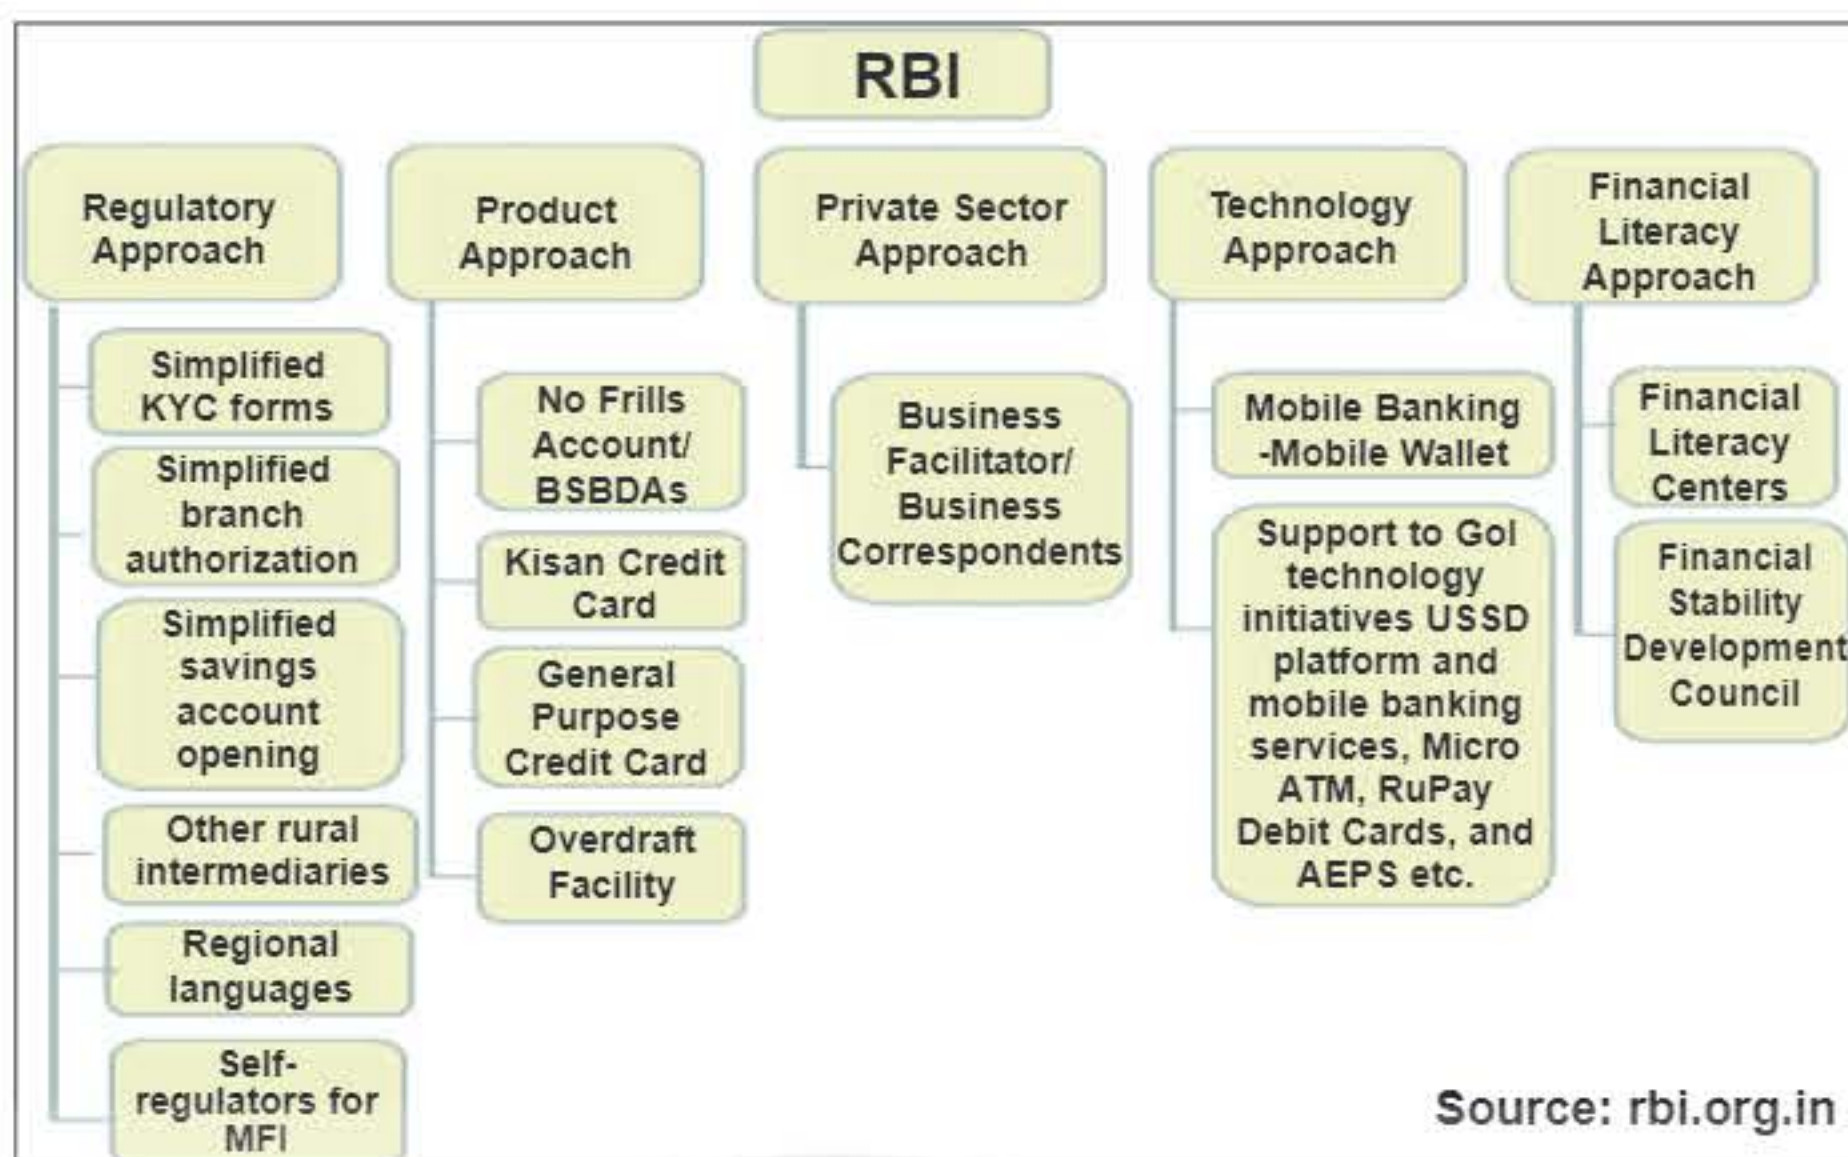 RBI
Regulatory
Approach
Simplified
KYC forms
Simplified
branch
authorization
Simplified
savings
account
opening
Other rural
intermediaries
Regional
languages
Self-
regulators for
MFI
Product
Approach
No Frills
Account/
BSBDAs
Kisan Credit
Card
General
Purpose
Credit Card
Overdraft
Facility
Private Sector
Approach
Business
Facilitator/
Business
Correspondents
Technology
Approach
Mobile Banking
-Mobile Wallet
Support to GoI
technology
initiatives USSD
platform and
mobile banking
services, Micro
ATM, RuPay
Debit Cards, and
AEPS etc.
Financial
Literacy
Approach
Financial
Literacy
Centers
Financial
Stability
Development
Council
Source: rbi.org.in